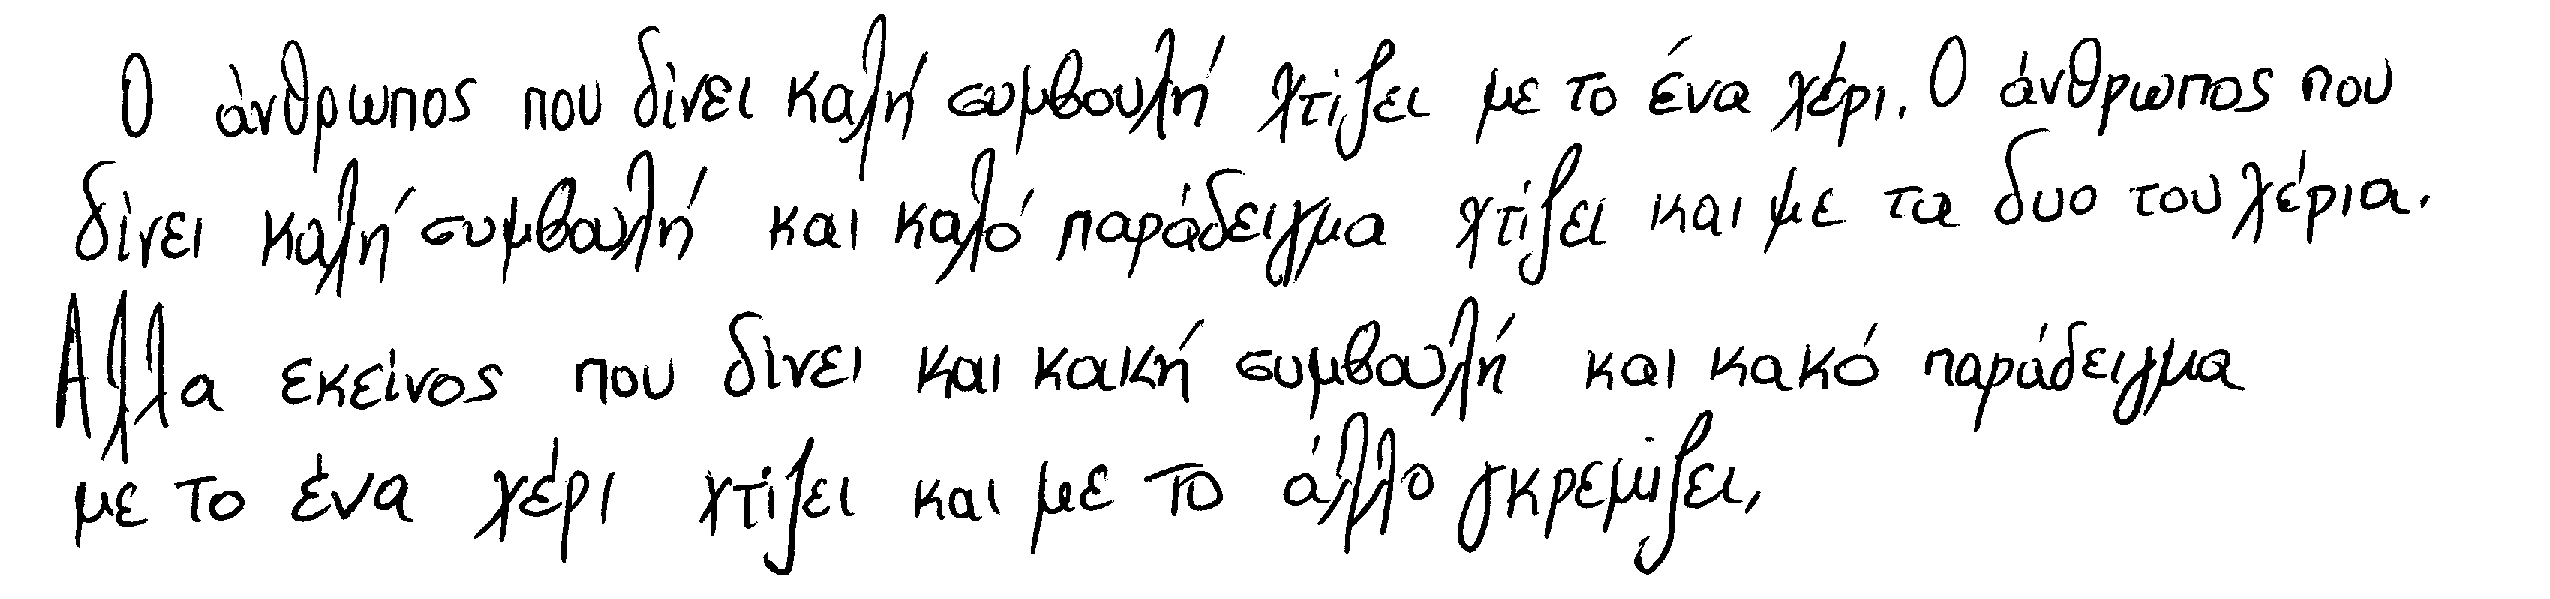 Ο άνθρωπος που δίνει καλή συμβουλή χτίζει με το ένα χέρι. Ο άνθρωπος που
δίνει καλή συμβουλή και καλό παράδειγμα χτίζει και με τα δυο του χέρια.
Αλλα εκείνος που δίνει και κακή συμβουλή και κακό παράδειγμα
με το ένα χέρι χτίζει και με το άλλο γκρεμίζει,